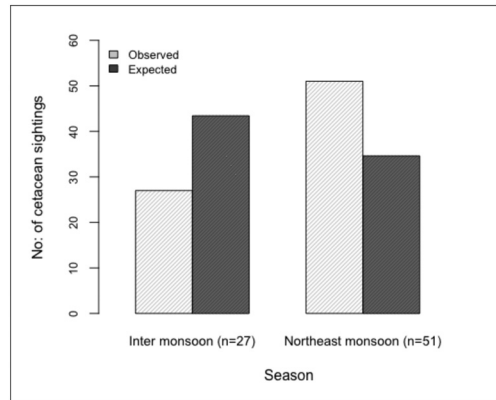 No: of cetacean sightings
60
50
40
30
20
10
0
Observed
Expected
Inter monsoon (n=27)
Northeast monsoon (n=51)
Season